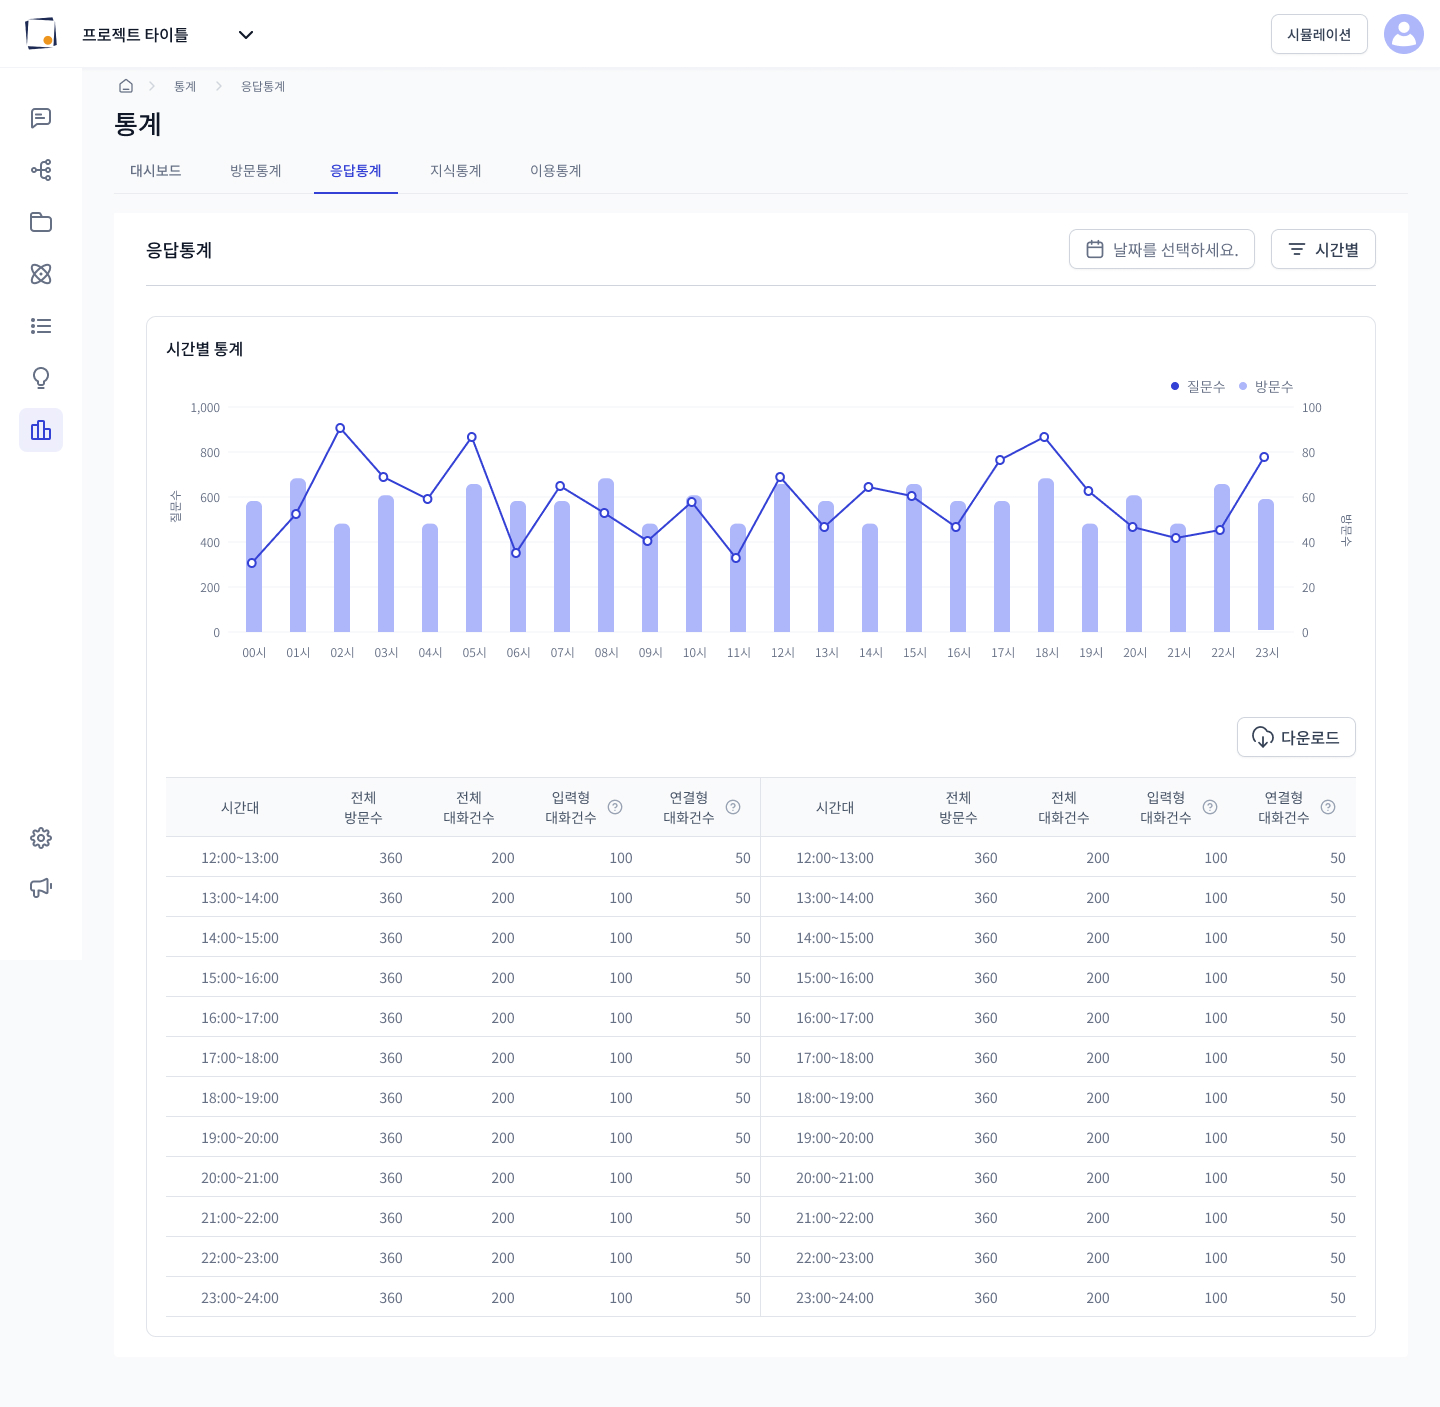 프로젝트 타이틀
시뮬레이션
통계 응답통계
통계
대시보드 방문통계 응답통계 지식통계 이용통계
응답통계
날짜를 선택하세요.
시간별
시간별 통계
질문수 방문수
1,000 100
800 80
600 60
질문수
방문수
400 40
200 20
0 0
00시 01시 02시 03시 04시 05시 06시 07시 08시 09시 10시 11시 12시 13시 14시 15시 16시 17시 18시 19시 20시 21시 22시 23시
다운로드
전체 전체 입력형 연결형 전체 전체 입력형 연결형
시간대 방문수 대화건수 대화건수 대화건수 시간대 방문수 대화건수 대화건수 대화건수
12:00~13:00 360 200 100 50 12:00~13:00 360 200 100 50
13:00~14:00 360 200 100 50 13:00~14:00 360 200 100 50
14:00~15:00 360 200 100 50 14:00~15:00 360 200 100 50
15:00~16:00 360 200 100 50 15:00~16:00 360 200 100 50
16:00~17:00 360 200 100 50 16:00~17:00 360 200 100 50
17:00~18:00 360 200 100 50 17:00~18:00 360 200 100 50
18:00~19:00 360 200 100 50 18:00~19:00 360 200 100 50
19:00~20:00 360 200 100 50 19:00~20:00 360 200 100 50
20:00~21:00 360 200 100 50 20:00~21:00 360 200 100 50
21:00~22:00 360 200 100 50 21:00~22:00 360 200 100 50
22:00~23:00 360 200 100 50 22:00~23:00 360 200 100 50
23:00~24:00 360 200 100 50 23:00~24:00 360 200 100 50